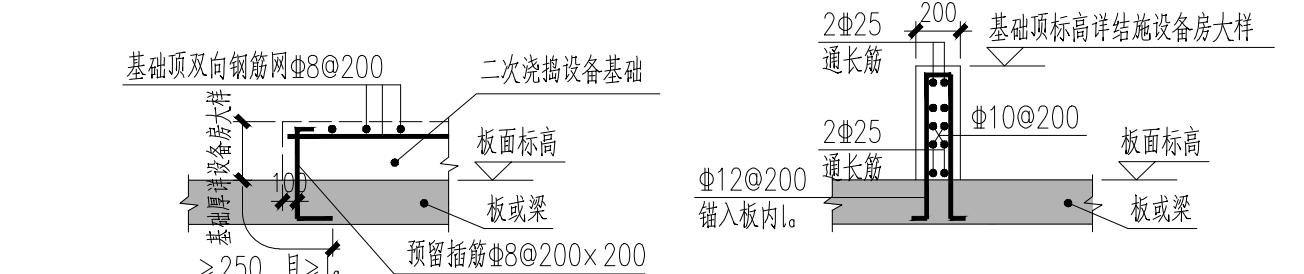 基础顶双向钢筋网Φ8@200
二次浇捣设备基础
基础厚详设备房大样
板面标高
100
板或梁
预留插筋Φ8@200×200
≥250 且≥la
2Φ25
通长筋
200
基础顶标高详结施设备房大样
Φ10@200
2Φ25
通长筋
板面标高
Φ12@200
锚入板内la
板或梁